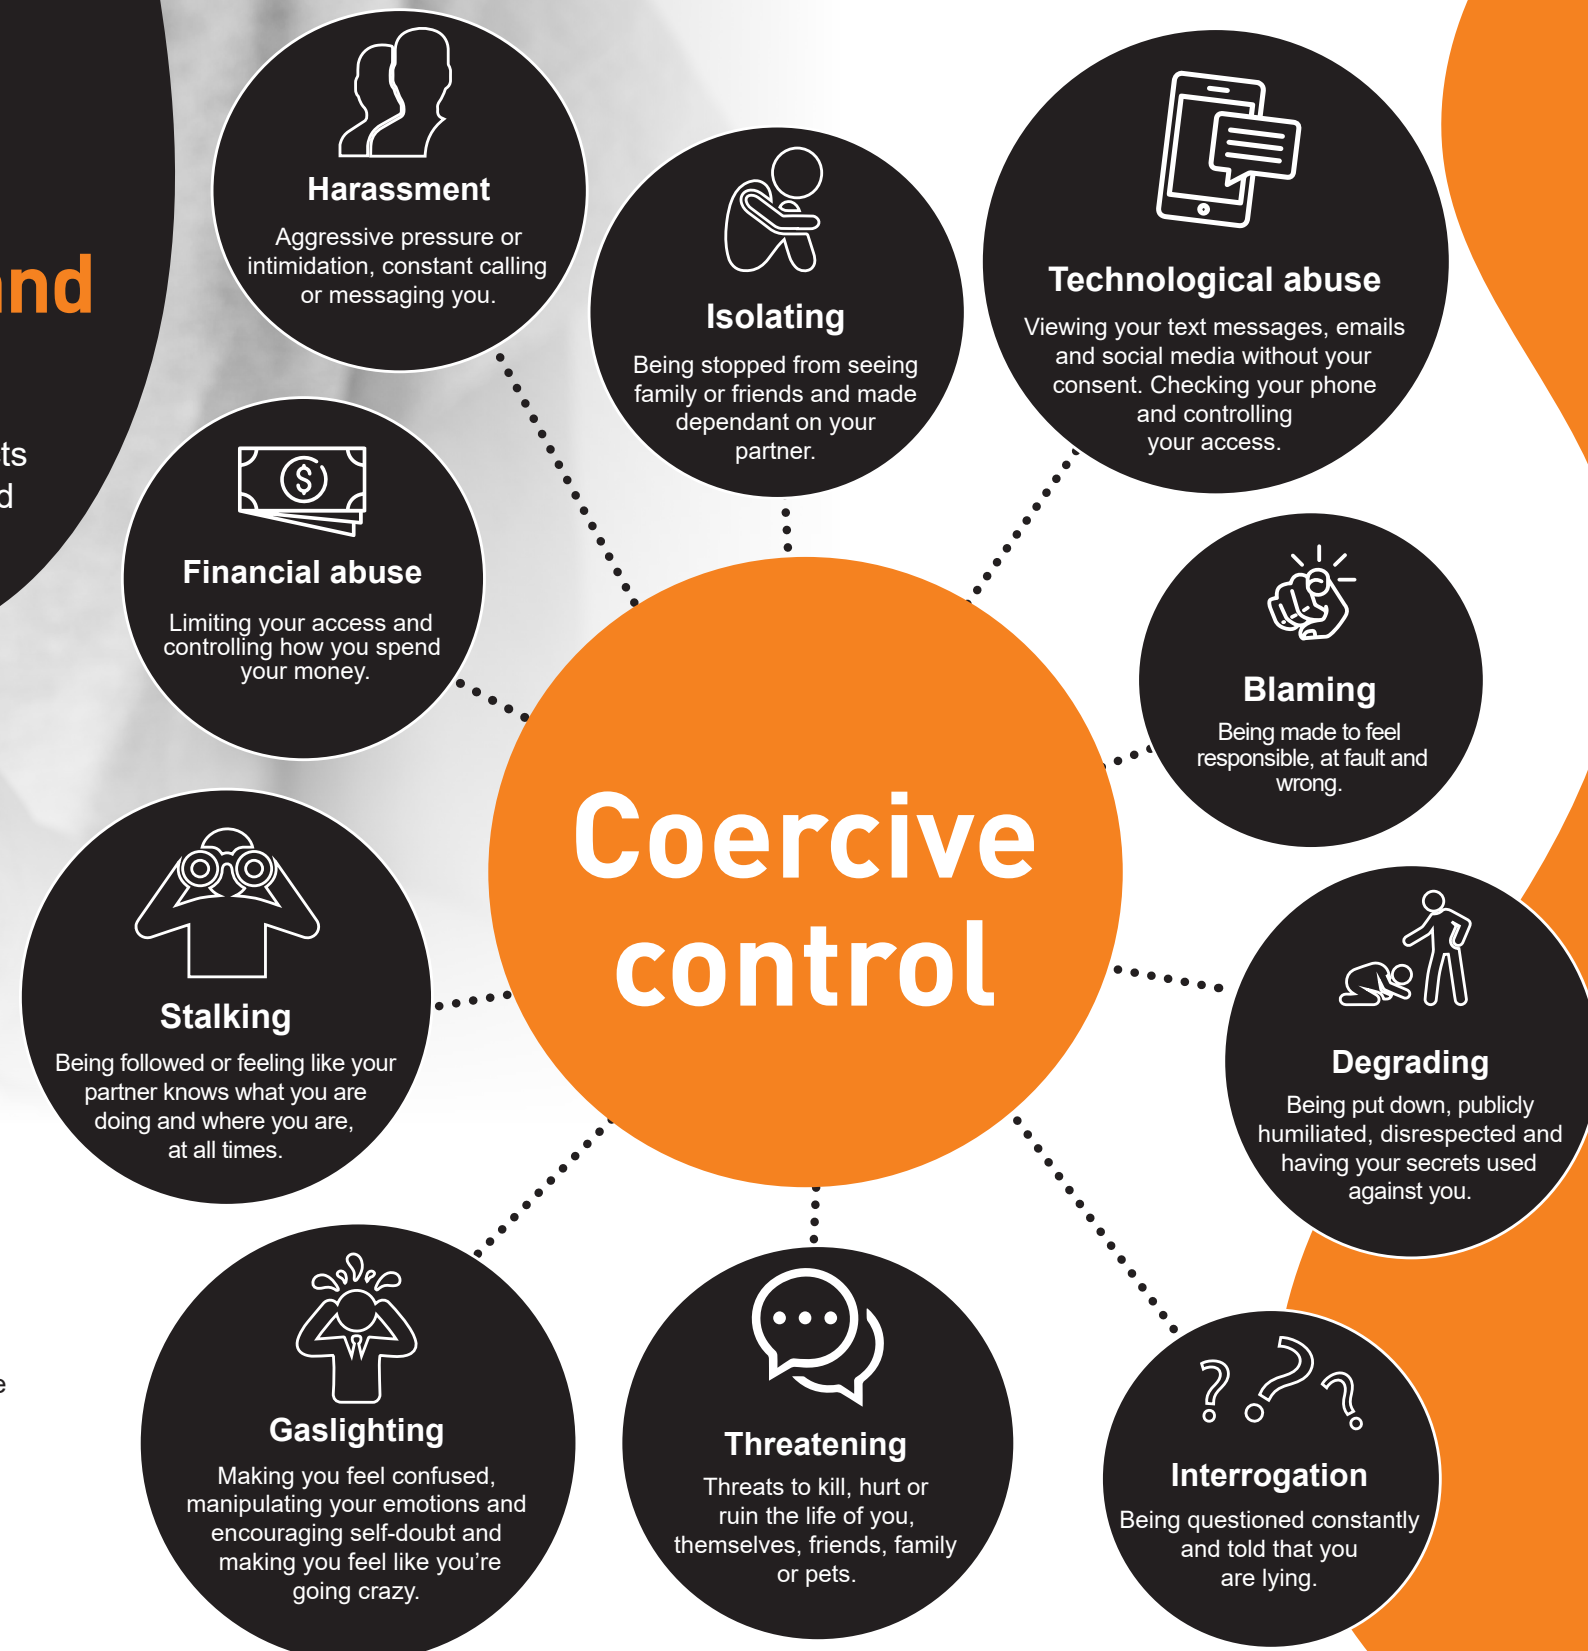 and
ts
d
Harassment
Aggressive pressure or
intimidation, constant calling
or messaging you.
Isolating
Being stopped from seeing
family or friends and made
dependant on your
partner.
Technological abuse
Viewing your text messages, emails
and social media without your
consent. Checking your phone
and controlling
your access.
Financial abuse
Limiting your access and
controlling how you spend
your money.
Blaming
Being made to feel
responsible, at fault and
wrong.
Coercive
control
Stalking
Being followed or feeling like your
partner knows what you are
doing and where you are,
at all times.
Degrading
Being put down, publicly
humiliated, disrespected and
having your secrets used
against you.
e
Gaslighting
Making you feel confused,
manipulating your emotions and
encouraging self-doubt and
making you feel like you’re
going crazy.
Threatening
Threats to kill, hurt or
ruin the life of you,
themselves, friends, family
or pets.
Interrogation
Being questioned constantly
and told that you
are lying.